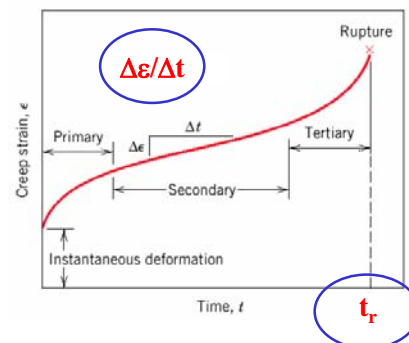 Rupture
Δε/Δt
Δt
Primary
Δϵ
Tertiary
Secondary
Creep strain, ϵ
Instantaneous deformation
Time, t
tr